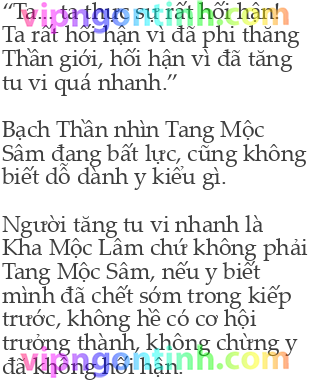 “Ta... ta thực sự rất hối hận!
vipngontinh.com
Ta rất hối hận vì đã phi thăng
Thần giới, hối hận vì đã tăng
tu vi quá nhanh.”
Bạch Thần nhìn Tang Mộc
Sâm đang bất lực, cũng không
biết dỗ dành y kiểu gì.
Người tăng tu vi nhanh là
Kha Mộc Lâm chứ không phải
Tang Mộc Sâm, nếu y biết
mình đã chết sớm trong kiếp
trước, không hề có cơ hội
trưởng thành, không chừng y
đã không hối hận.
vipngontinh.com